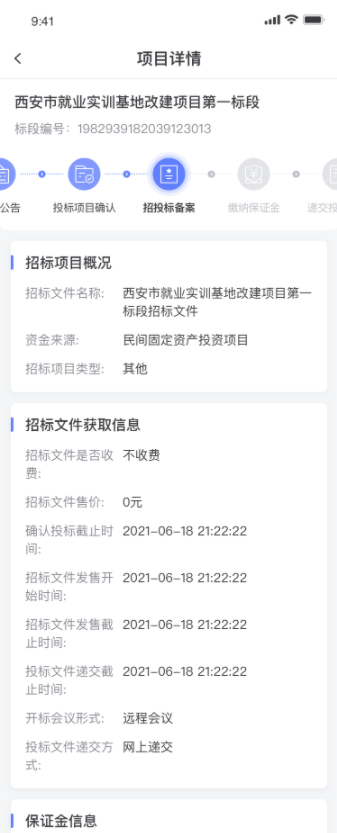 9:41
项目详情
西安市就业实训基地改建项目第一标段
标段编号: 1982939182039123013
公告
投标项目确认
招投标备案
缴纳保证金
递交投
招标项目概况
招标文件名称: 西安市就业实训基地改建项目第一
标段招标文件
资金来源: 民间固定资产投资项目
招标项目类型: 其他
招标文件获取信息
招标文件是否收 不收费
费:
招标文件售价: 0元
确认投标截止时 2021-06-18 21:22:22
间:
招标文件发售开 2021-06-18 21:22:22
始时间:
招标文件发售截 2021-06-18 21:22:22
止时间:
投标文件递交截 2021-06-18 21:22:22
止时间:
开标会议形式: 远程会议
投标文件递交方 网上递交
式:
保证金信息